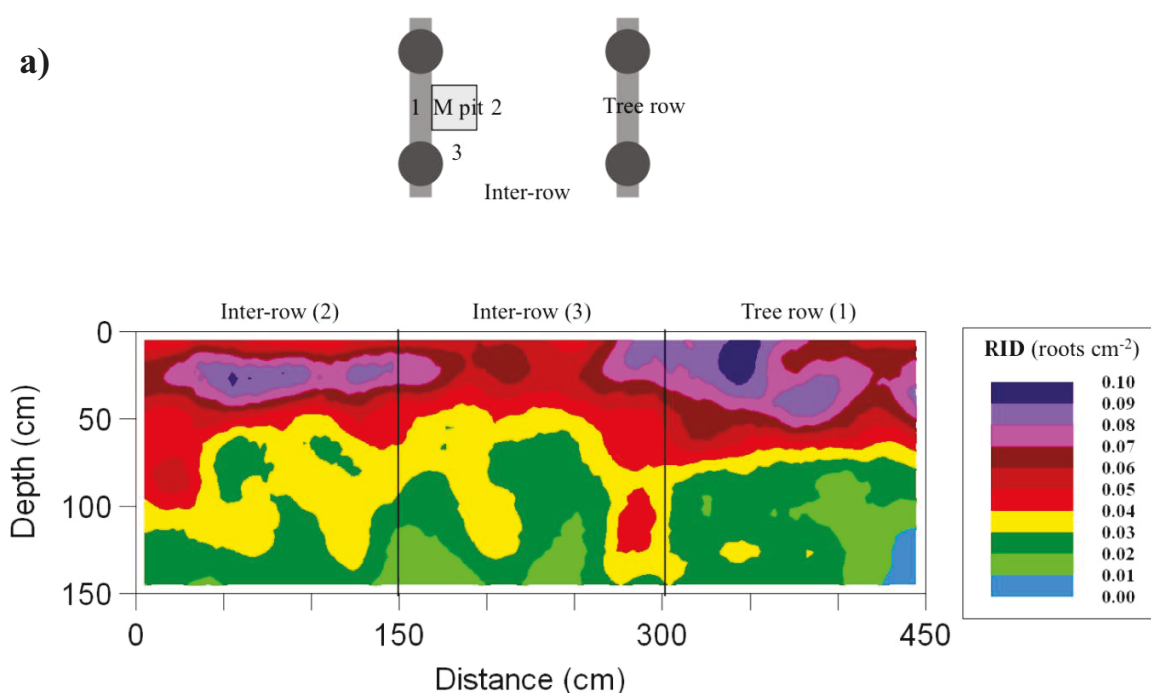 a)
1 M pit 2
3
Tree row
Inter-row
Inter-row (2) Inter-row (3) Tree row (1)
0
50
100
150
Depth (cm)
0 150 300 450
Distance (cm)
RID (roots cm-2)
0.10
0.09
0.08
0.07
0.06
0.05
0.04
0.03
0.02
0.01
0.00